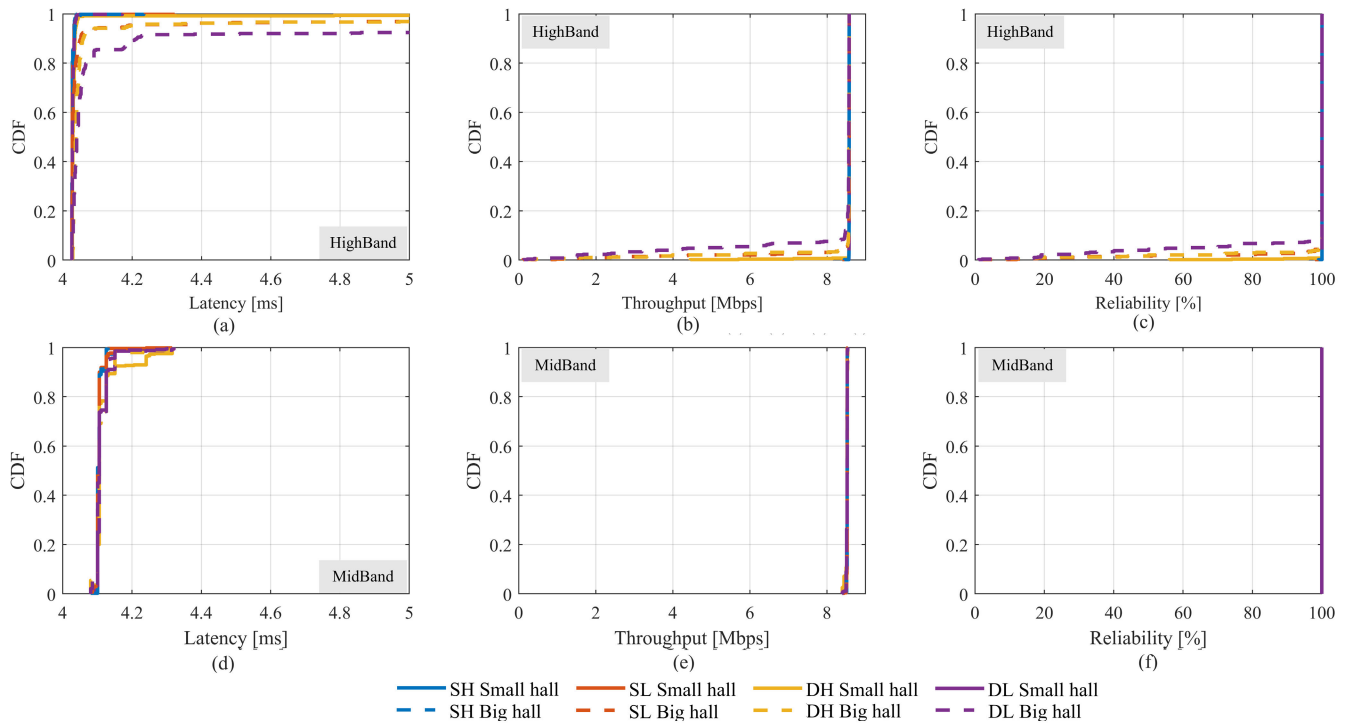 1
0.8
0.6
0.4
0.2
0
CDF
HighBand
4 4.2 4.4 4.6 4.8 5
Latency [ms]
(a)
1
0.8
0.6
0.4
0.2
0
CDF
HighBand
0 2 4 6 8
Throughput [Mbps]
(b)
1
0.8
0.6
0.4
0.2
0
CDF
HighBand
0 20 40 60 80 100
Reliability [%]
(c)
1
0.8
0.6
0.4
0.2
0
CDF
MidBand
4 4.2 4.4 4.6 4.8 5
Latency [ms]
(d)
1
0.8
0.6
0.4
0.2
0
CDF
MidBand
0 2 4 6 8
Throughput [Mbps]
(e)
1
0.8
0.6
0.4
0.2
0
CDF
MidBand
0 20 40 60 80 100
Reliability [%]
(f)
SH Small hall SL Small hall DH Small hall DL Small hall
SH Big hall SL Big hall DH Big hall DL Big hall